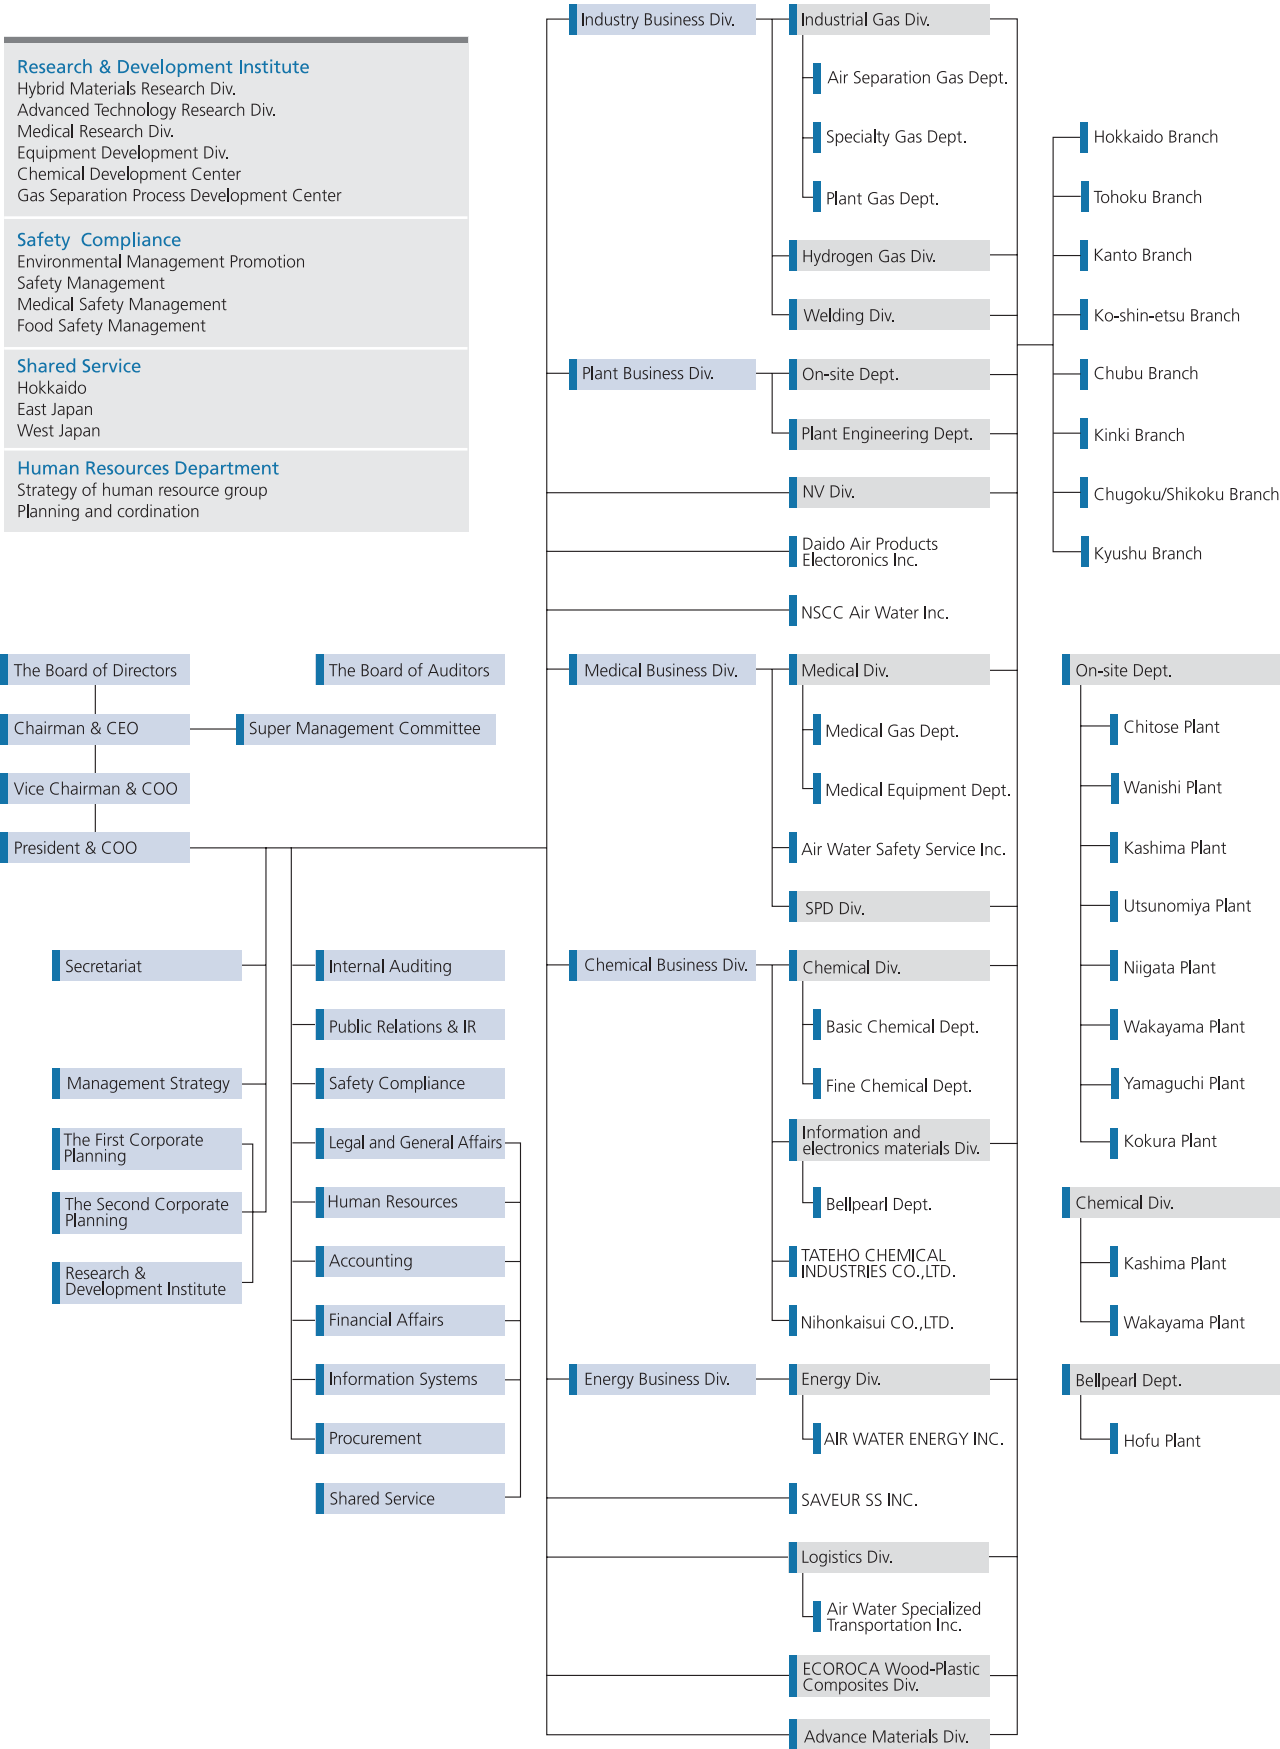 Research & Development Institute
Hybrid Materials Research Div.
Advanced Technology Research Div.
Medical Research Div.
Equipment Development Div.
Chemical Development Center
Gas Separation Process Development Center
Safety Compliance
Environmental Management Promotion
Safety Management
Medical Safety Management
Food Safety Management
Shared Service
Hokkaido
East Japan
West Japan
Human Resources Department
Strategy of human resource group
Planning and cordination
The Board of Directors
The Board of Auditors
Chairman & CEO
Super Management Committee
Vice Chairman & COO
President & COO
Secretariat
Management Strategy
The First Corporate
Planning
The Second Corporate
Planning
Research &
Development Institute
Internal Auditing
Public Relations & IR
Safety Compliance
Legal and General Affairs
Human Resources
Accounting
Financial Affairs
Information Systems
Procurement
Shared Service
Industry Business Div.
Industrial Gas Div.
Air Separation Gas Dept.
Specialty Gas Dept.
Plant Gas Dept.
Hydrogen Gas Div.
Welding Div.
Plant Business Div.
On-site Dept.
Plant Engineering Dept.
NV Div.
Daido Air Products
Electoronics Inc.
NSCC Air Water Inc.
Medical Business Div.
Medical Div.
Medical Gas Dept.
Medical Equipment Dept.
Air Water Safety Service Inc.
SPD Div.
Chemical Business Div.
Chemical Div.
Basic Chemical Dept.
Fine Chemical Dept.
Information and
electronics materials Div.
Bellpearl Dept.
TATEHO CHEMICAL
INDUSTRIES CO.,LTD.
Nihonkaisui CO.,LTD.
Energy Business Div.
Energy Div.
AIR WATER ENERGY INC.
SAVEUR SS INC.
Logistics Div.
Air Water Specialized
Transportation Inc.
ECOROCA Wood-Plastic
Composites Div.
Advance Materials Div.
Hokkaido Branch
Tohoku Branch
Kanto Branch
Ko-shin-etsu Branch
Chubu Branch
Kinki Branch
Chugoku/Shikoku Branch
Kyushu Branch
On-site Dept.
Chitose Plant
Wanishi Plant
Kashima Plant
Utsunomiya Plant
Niigata Plant
Wakayama Plant
Yamaguchi Plant
Kokura Plant
Chemical Div.
Kashima Plant
Wakayama Plant
Bellpearl Dept.
Hofu Plant